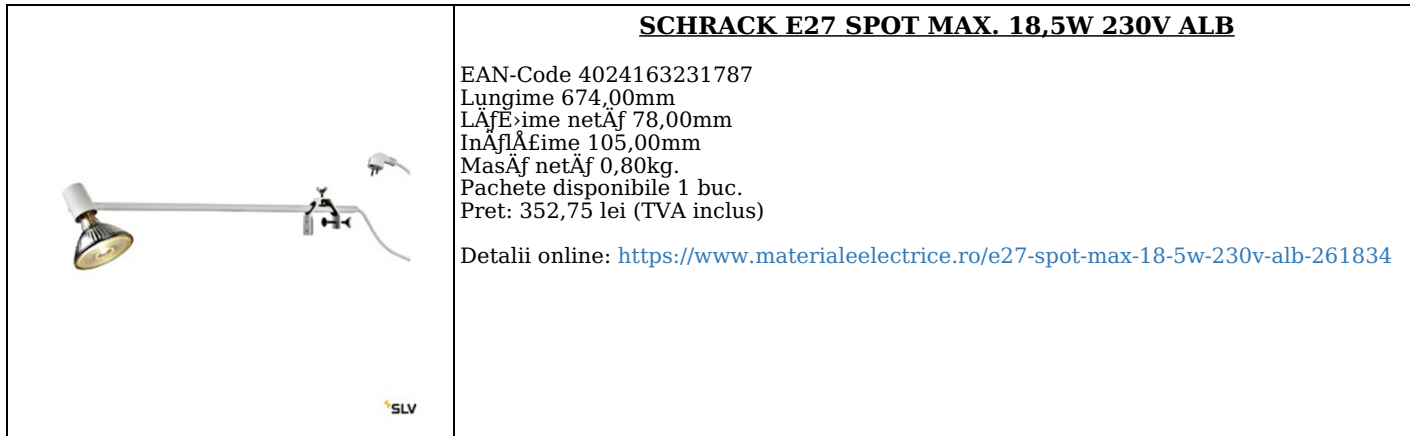 SCHRACK E27 SPOT MAX. 18,5W 230V ALB
EAN-Code 4024163231787
Lungime 674,00mm
LÄƒÈ›ime netÄƒ 78,00mm
InÄƒlÅ£ime 105,00mm
MasÄƒ netÄƒ 0,80kg.
Pachete disponibile 1 buc.
Pret: 352,75 lei (TVA inclus)
Detalii online: https://www.materialeelectrice.ro/e27-spot-max-18-5w-230v-alb-261834
SLV